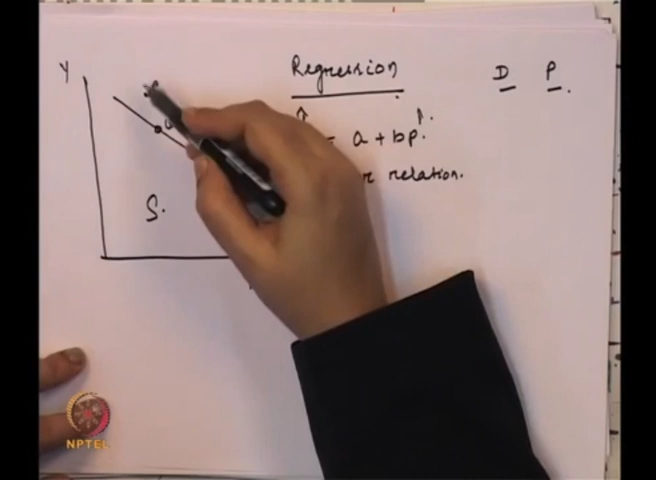 Y
Regression
D P.
= a + bp.
relation.
S.
NPTEL